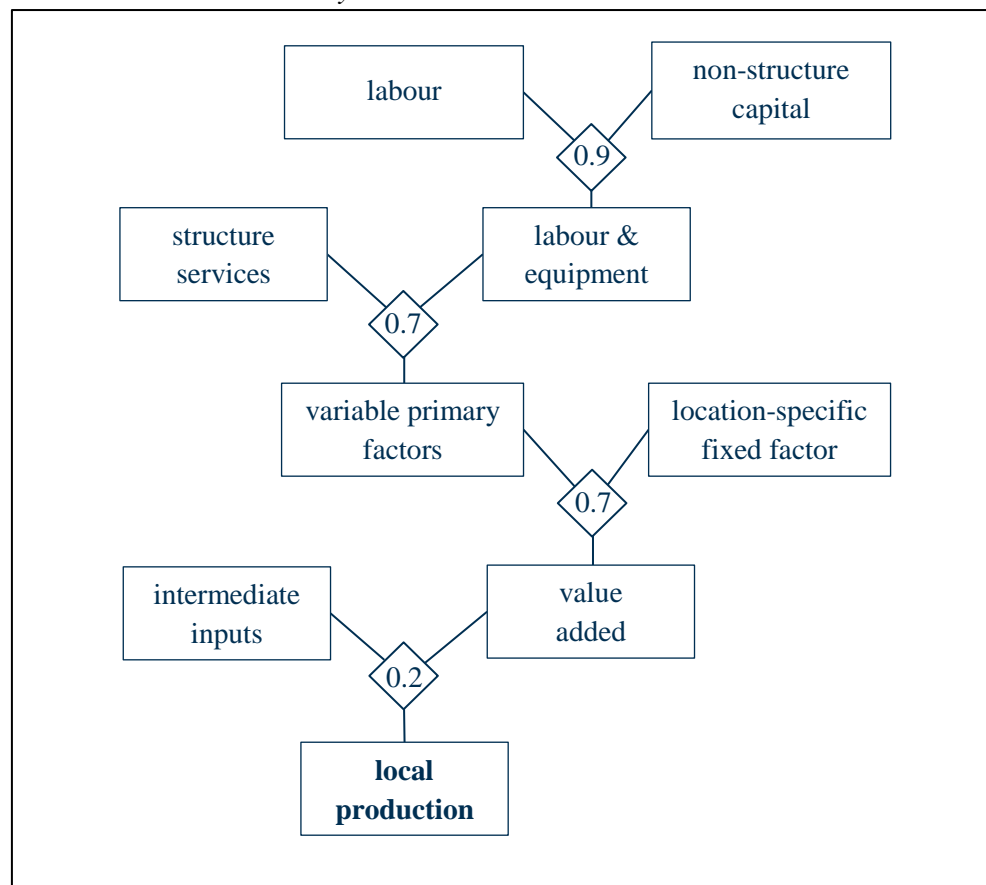 labour
non-structure
capital
0.9
structure
services
labour &
equipment
0.7
variable primary
factors
location-specific
fixed factor
0.7
intermediate
inputs
value
added
0.2
local
production